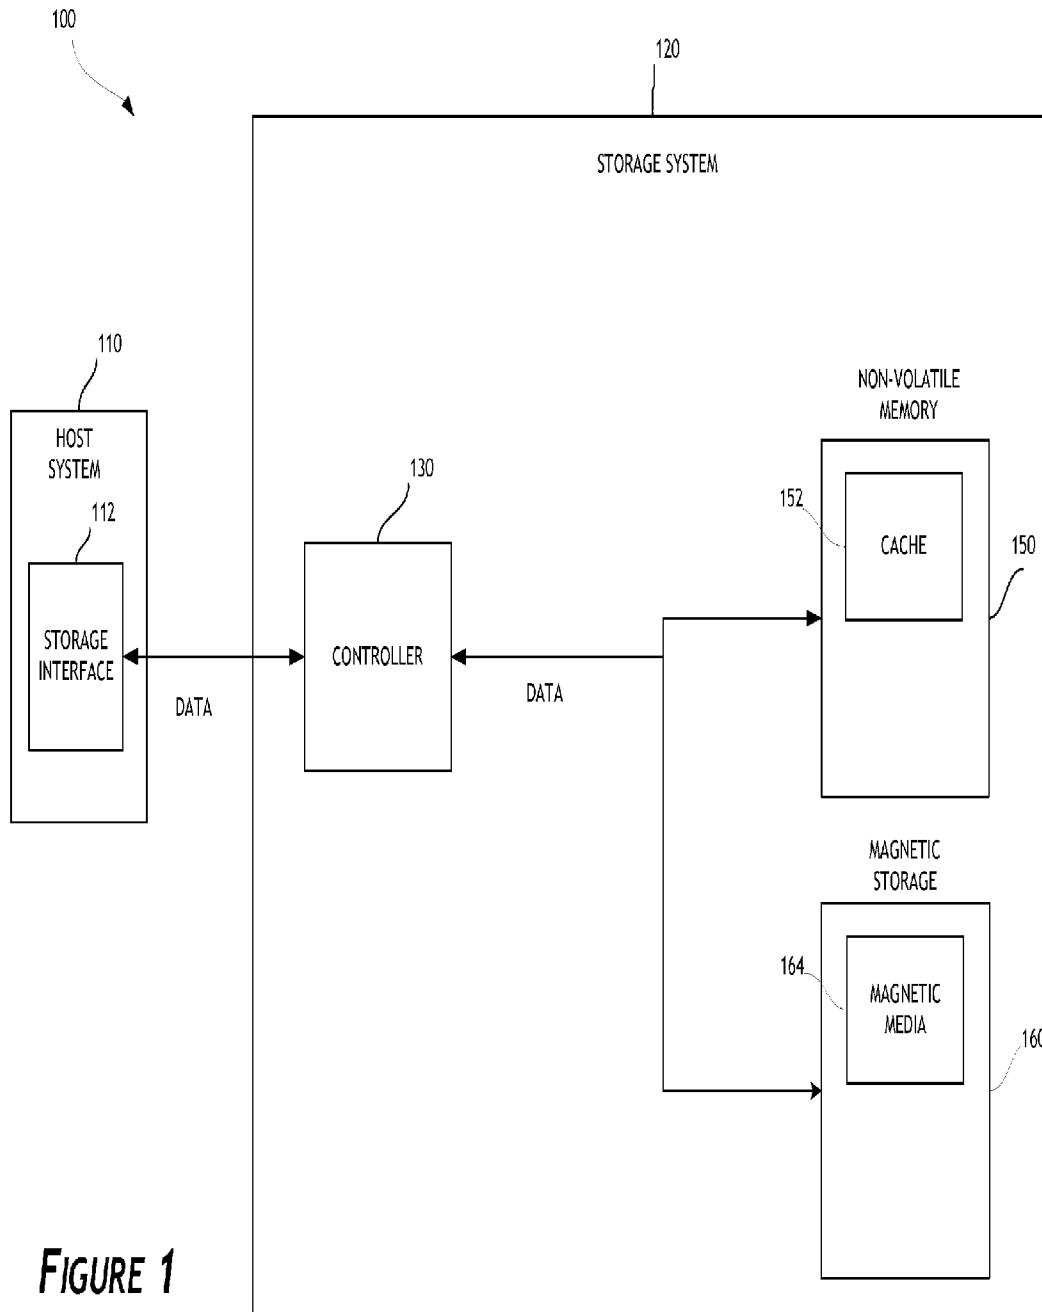 100
120
STORAGE SYSTEM
110
HOST
SYSTEM
112
STORAGE
INTERFACE
DATA
130
CONTROLLER
DATA
NON-VOLATILE
MEMORY
152
CACHE
150
MAGNETIC
STORAGE
164
MAGNETIC
MEDIA
160
FIGURE 1